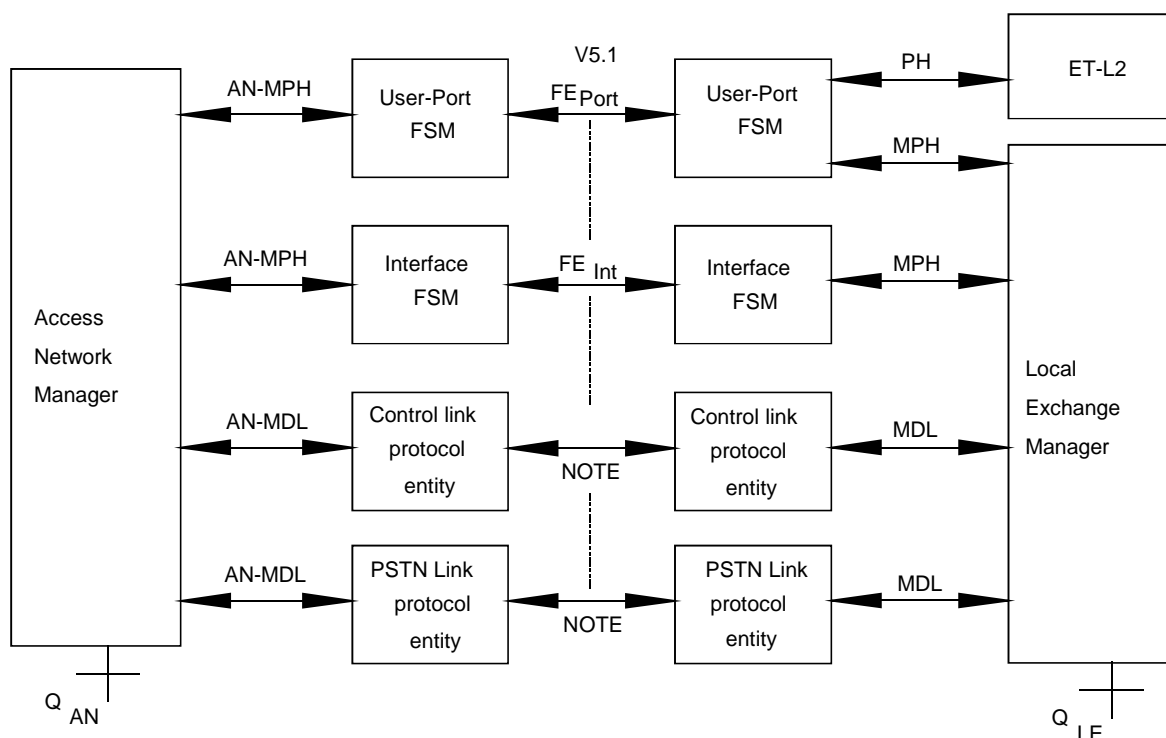 V5.1
AN-MPH
User-Port
FSM
FE Port
User-Port
FSM
PH
ET-L2
MPH
AN-MPH
Interface
FSM
FE Int
Interface
FSM
MPH
Access
Network
Manager
Local
Exchange
Manager
AN-MDL
Control link
protocol
entity
NOTE
Control link
protocol
entity
MDL
AN-MDL
PSTN Link
protocol
entity
NOTE
PSTN Link
protocol
entity
MDL
Q AN
Q LE